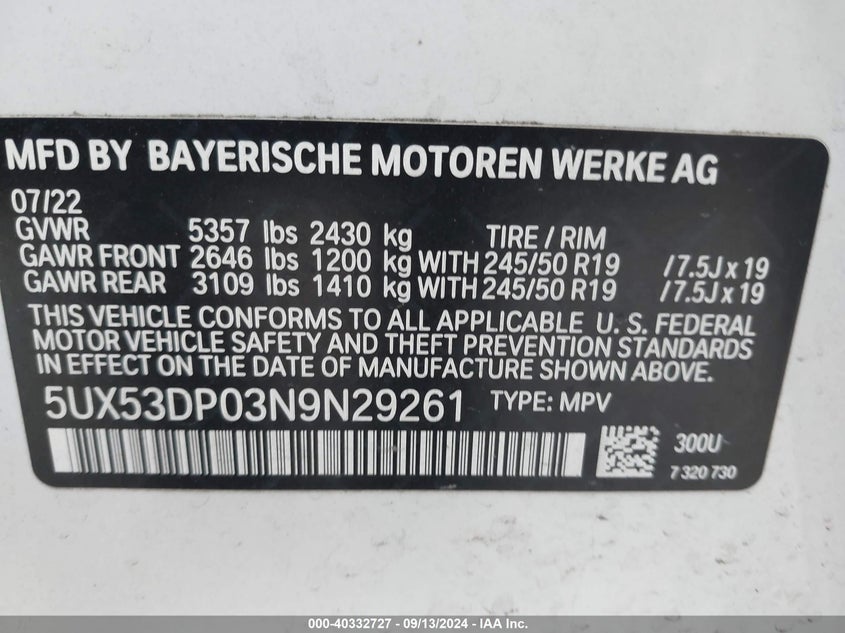 MFD BY BAYERISCHE MOTOREN WERKE AG
07/22
GVWR 5357 lbs 2430 kg TIRE / RIM
GAWR FRONT 2646 lbs 1200 kg WITH 245/50 R19 /7.5J x 19
GAWR REAR 3109 lbs 1410 kg WITH 245/50 R19 /7.5J x 19
THIS VEHICLE CONFORMS TO ALL APPLICABLE U. S. FEDERAL
MOTOR VEHICLE SAFETY AND THEFT PREVENTION STANDARDS
IN EFFECT ON THE DATE OF MANUFACTURE SHOWN ABOVE.
5UX53DP03N9N29261 TYPE: MPV
300U
7 320 730
000-40332727 - 09/13/2024 - IAA Inc.